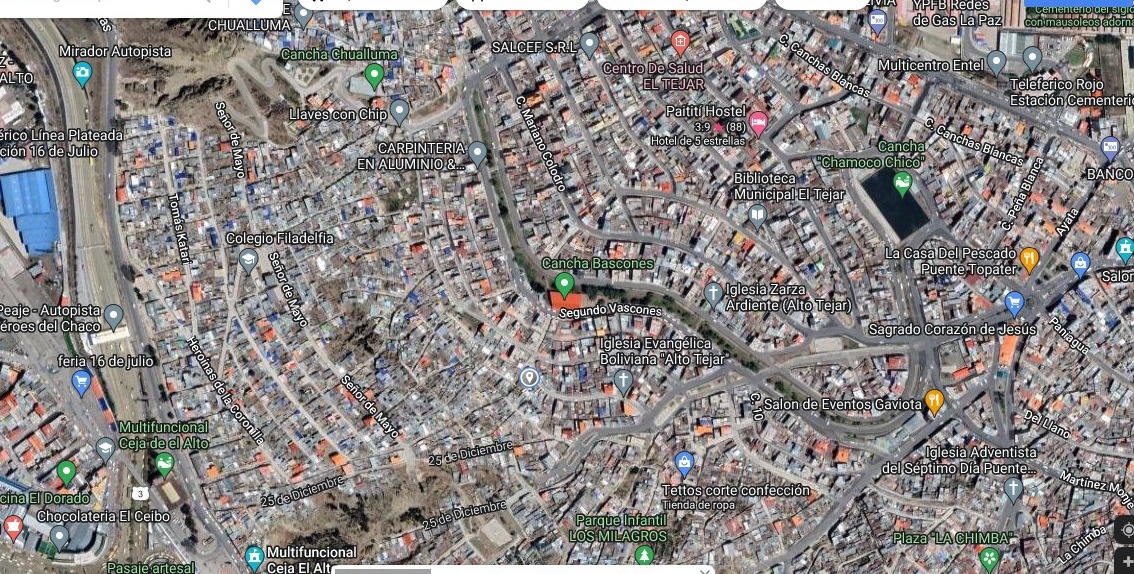 CHUALLUMA
YPFB Redes
de Gas La Paz
Cementerio del siglo
con mausoleos adorna
Mirador Autopista
Cancha Chualluma
SALCEF S.R.L
Centro De Salud
EL TEJAR
C. Canchas Blancas
Multicentro Entel
Teleferico Rojo
Estación Cementerio
ALTO
Llaves con Chip
Señor de Mayo
C. Mariano Colodro
Paitití Hostel
3.9 ★ (88)
Hotel de 5 estrellas
C. Canchas Blancas
érico Línea Plateada
ción 16 de Julio
CARPINTERIA
EN ALUMINIO &...
Cancha
"Chamoco Chico"
C. Peña Blanca
BANCO
Biblioteca
Municipal El Tejar
Tomás Katari
Ayata
Colegio Filadelfia
Señor de Mayo
Cancha Bascones
La Casa Del Pescado
Puente Topater
Salor
Iglesia Zarza
Ardiente (Alto Tejar)
Peaje - Autopista
éroes del Chaco
Segundo Vascones
Sagrado Corazón de Jesús
Paniagua
Iglesia Evangélica
Boliviana "Alto Tejar"
feria 16 de julio
Heroinas de la Coronilla
Señor de Mayo
C. 10
Salon de Eventos Gaviota
Del Llano
Multifuncional
Ceja de el Alto
25 de Diciembre
Iglesia Adventista
del Séptimo Día Puente...
cina El Dorado
3
25 de Diciembre
Tettos corte confección
Tienda de ropa
Martínez Monje
Chocolateria El Ceibo
25 de Diciembre
Parque Infantil
LOS MILAGROS
Plaza "LA CHIMBA"
La Chimba
Multifuncional
Ceja El Alt
Pasaje artesal